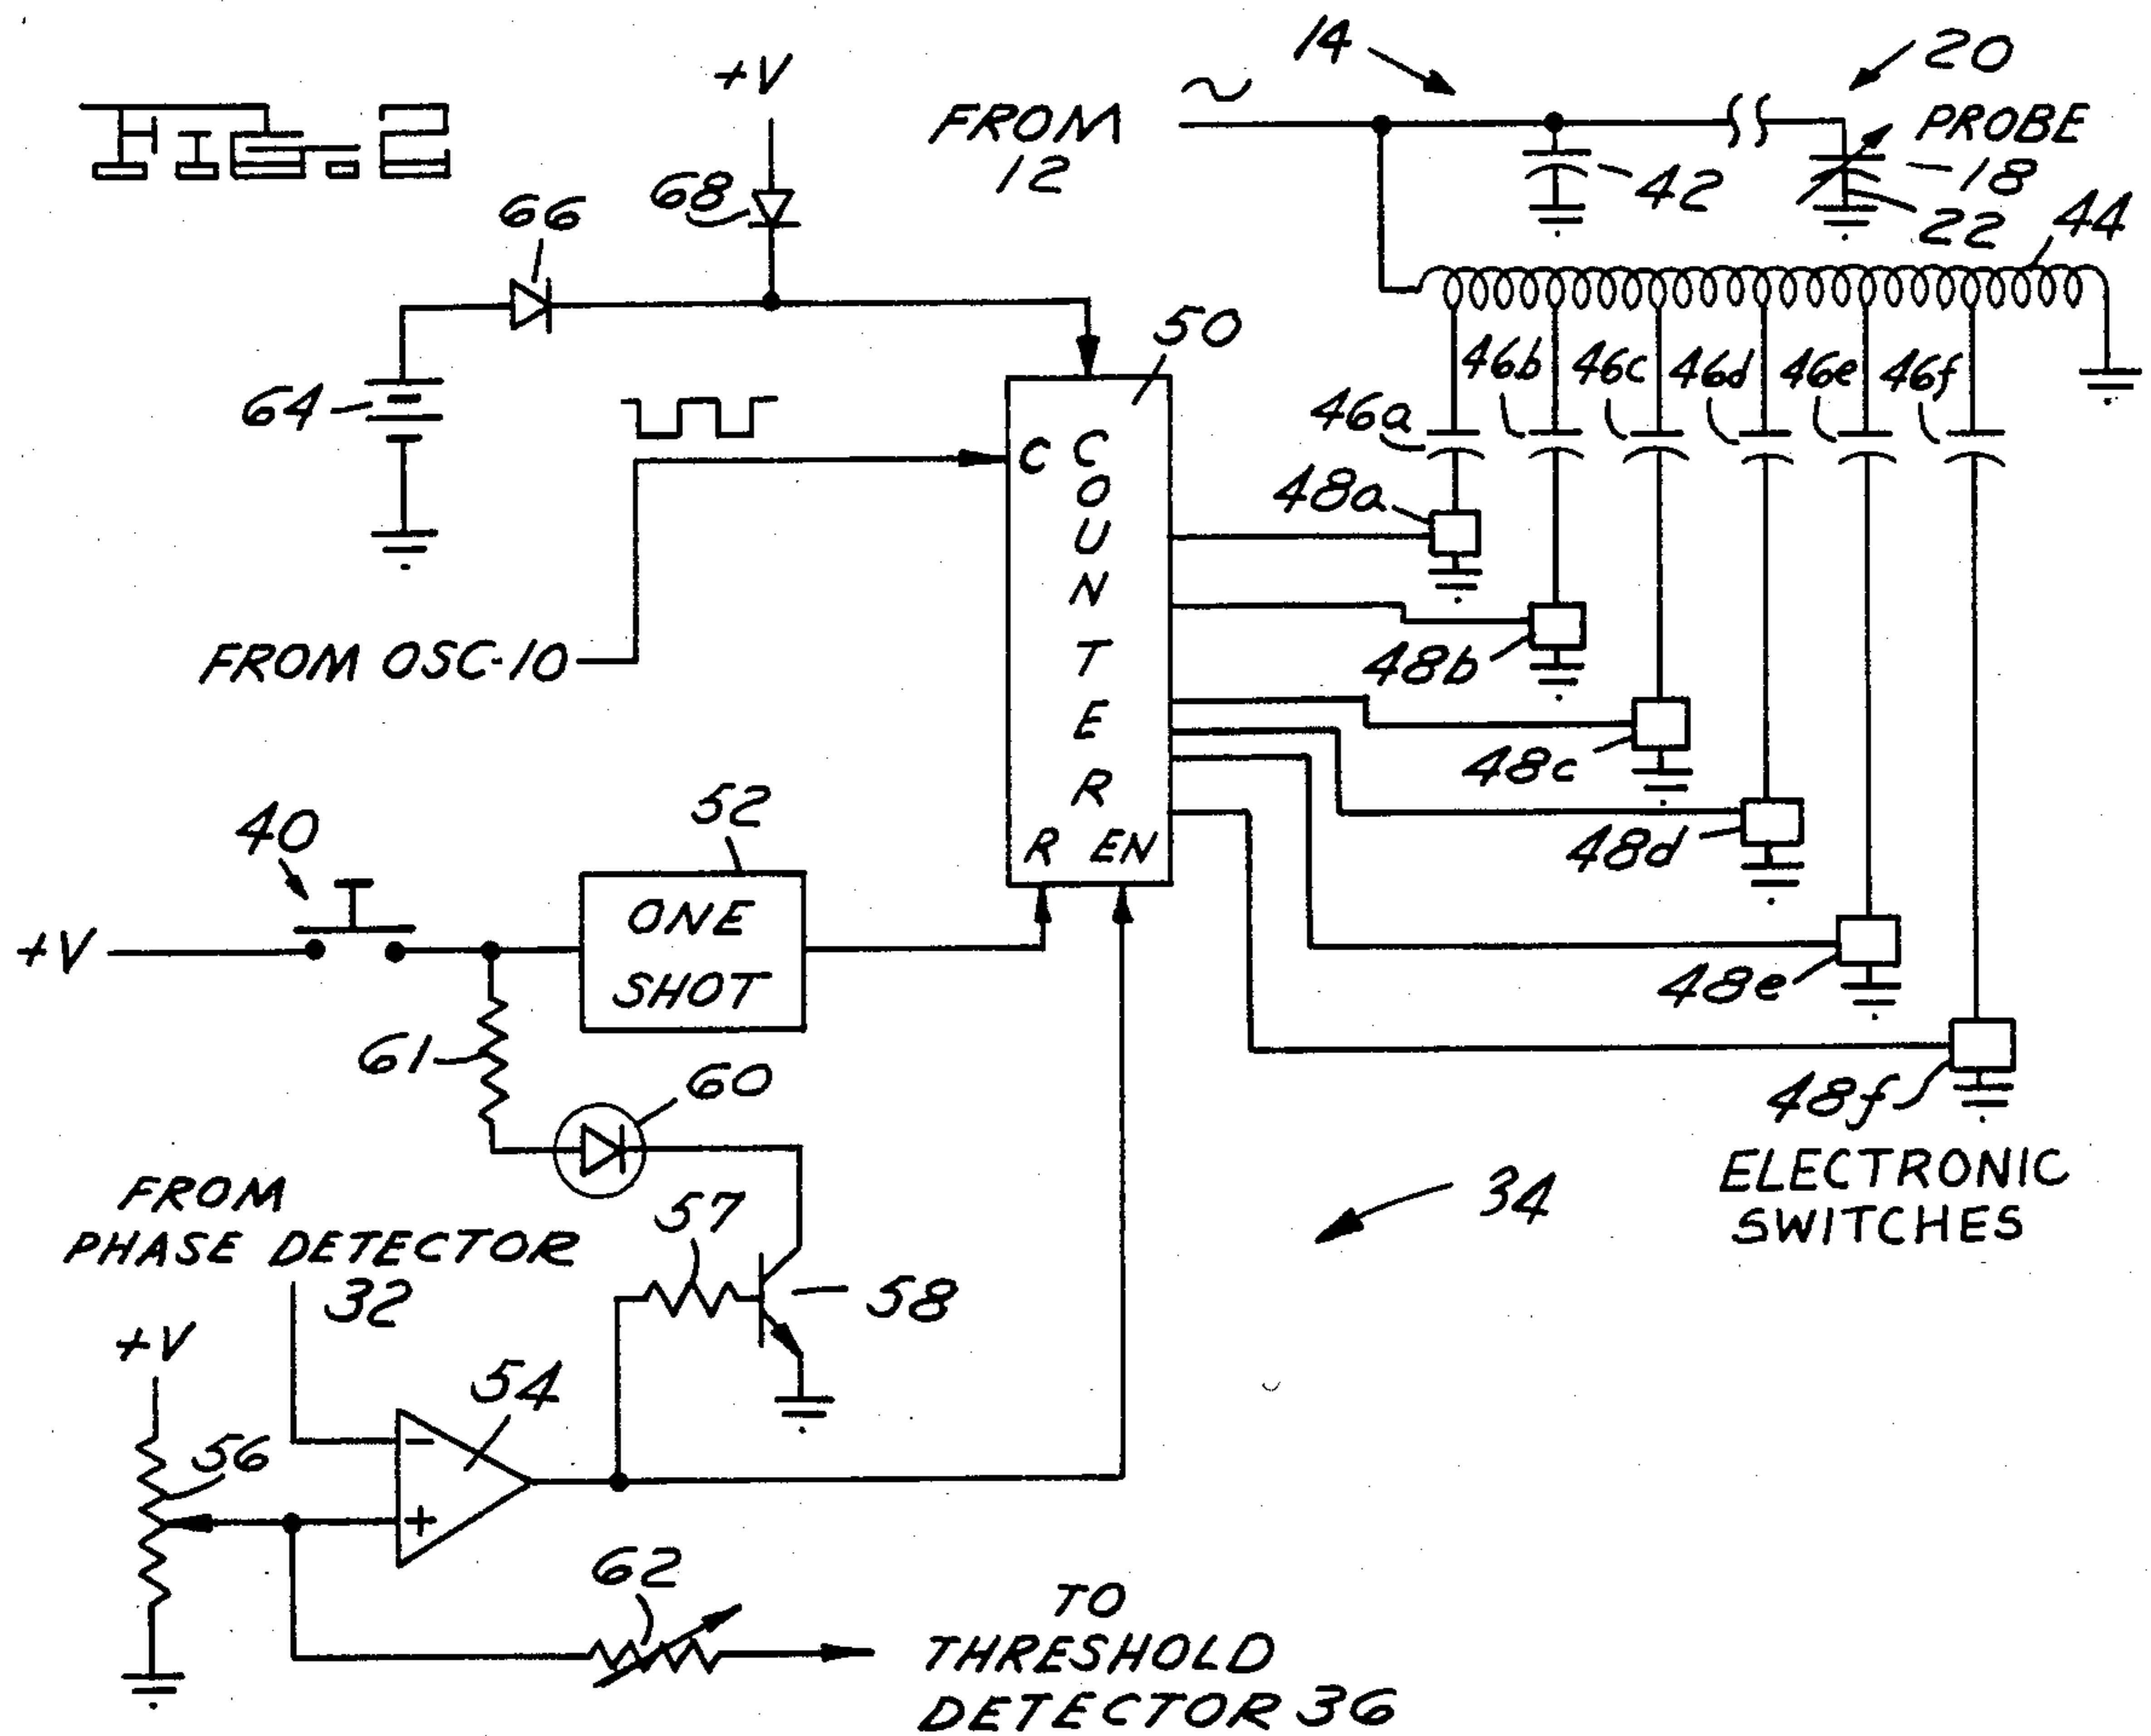 FIG. 2
+V
FROM
12
~
14
20
PROBE
18
22
42
44
66
68
64
50
46a
46b
46c
46d
46e
46f
C
COUNTER
R EN
FROM OSC-10
48a
48b
48c
48d
48e
48f
ELECTRONIC
SWITCHES
40
+V
52
ONE
SHOT
61
60
57
58
34
FROM
PHASE DETECTOR
32
+V
54
56
-
+
62
TO
THRESHOLD
DETECTOR 36